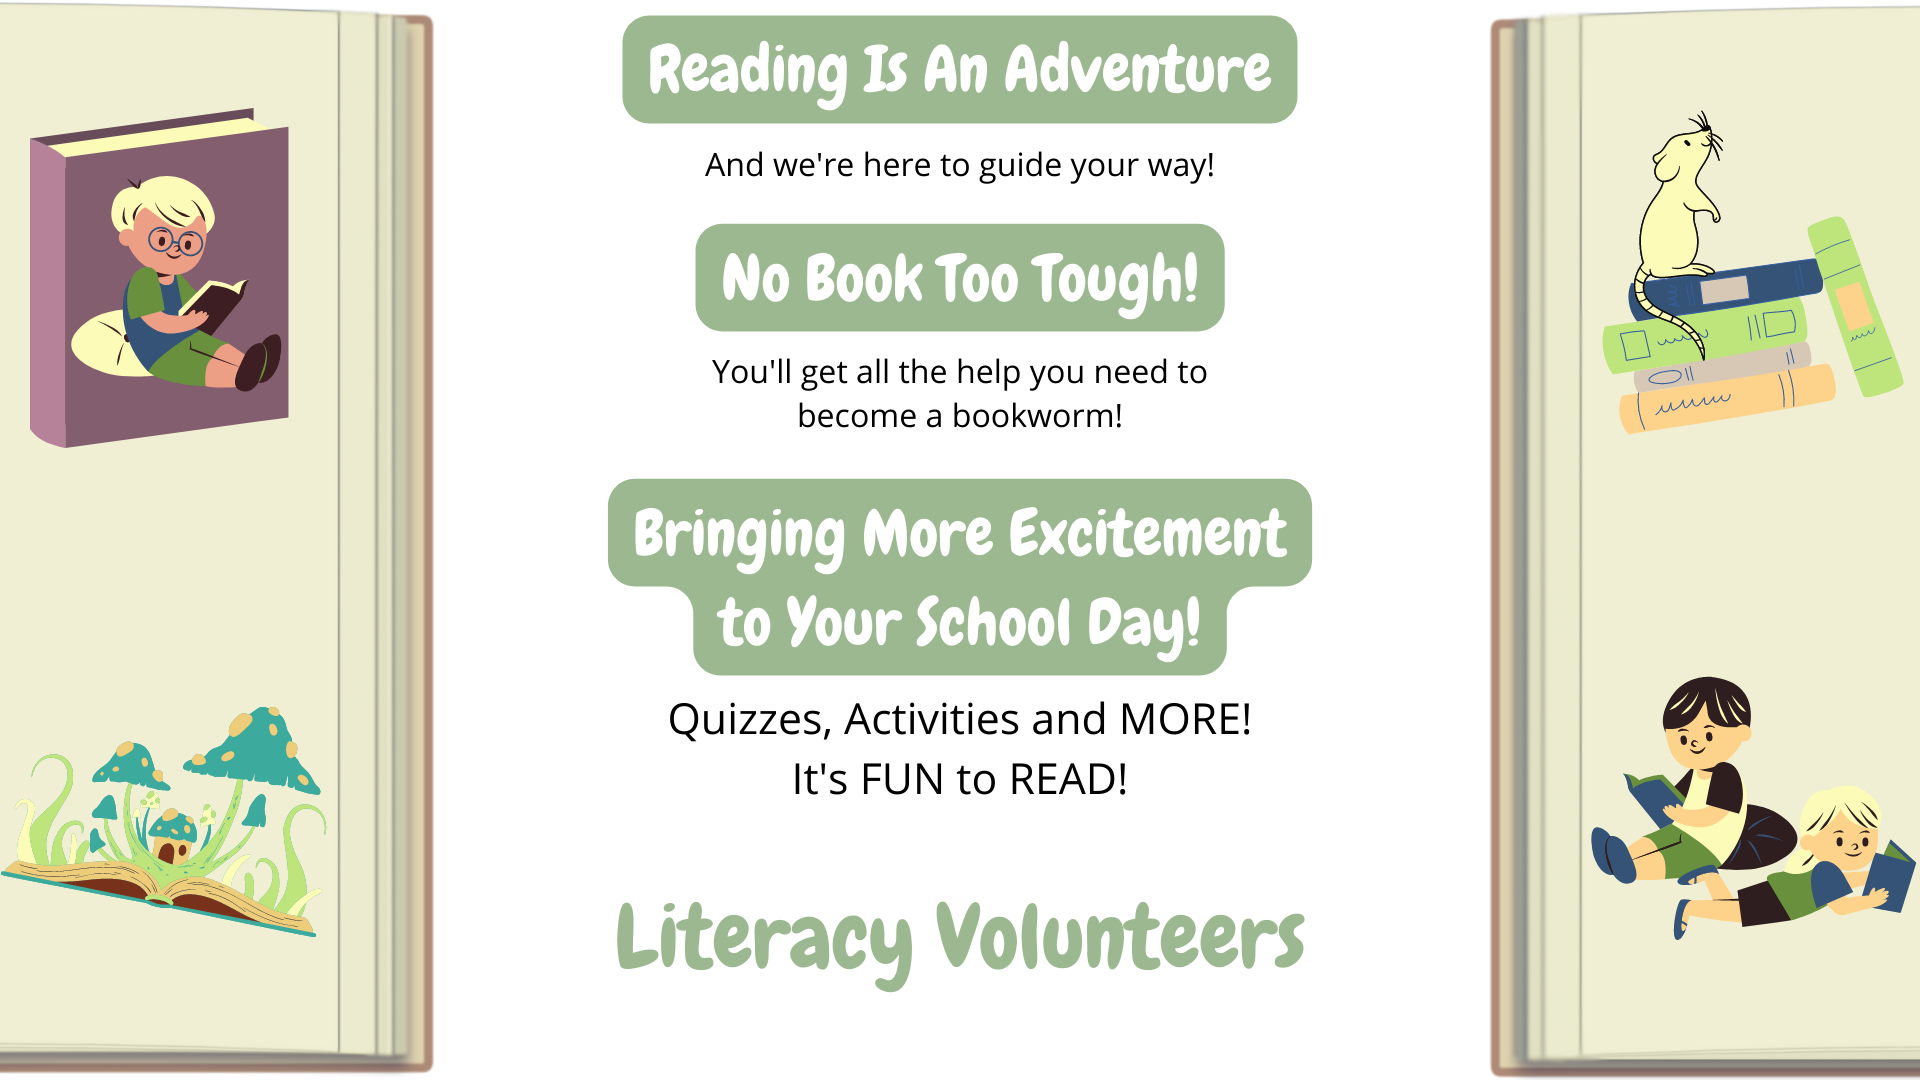 Reading Is An Adventure
And we're here to guide your way!
No Book Too Tough!
You'll get all the help you need to
become a bookworm!
Bringing More Excitement
to Your School Day!
Quizzes, Activities and MORE!
It's FUN to READ!
Literacy Volunteers